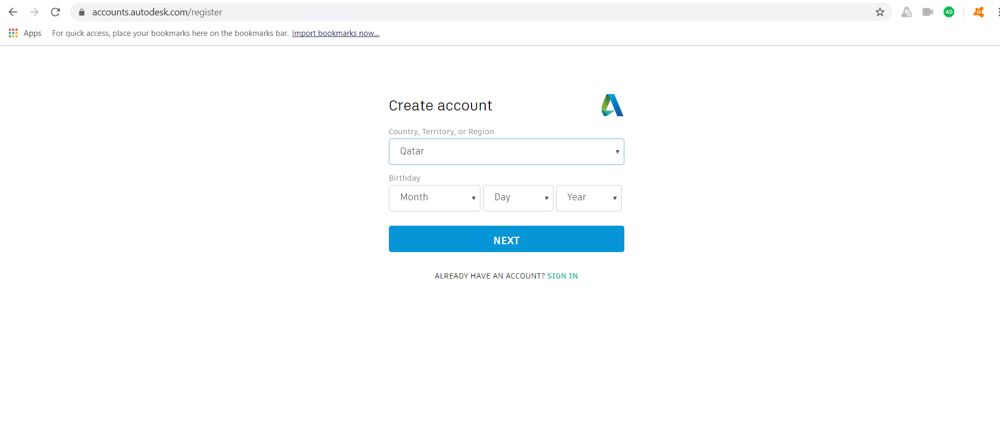 accounts.autodesk.com/register
AD
Apps For quick access, place your bookmarks here on the bookmarks bar. Import bookmarks now...
Create account
Country, Territory, or Region
Qatar
Birthday
Month Day Year
NEXT
ALREADY HAVE AN ACCOUNT? SIGN IN